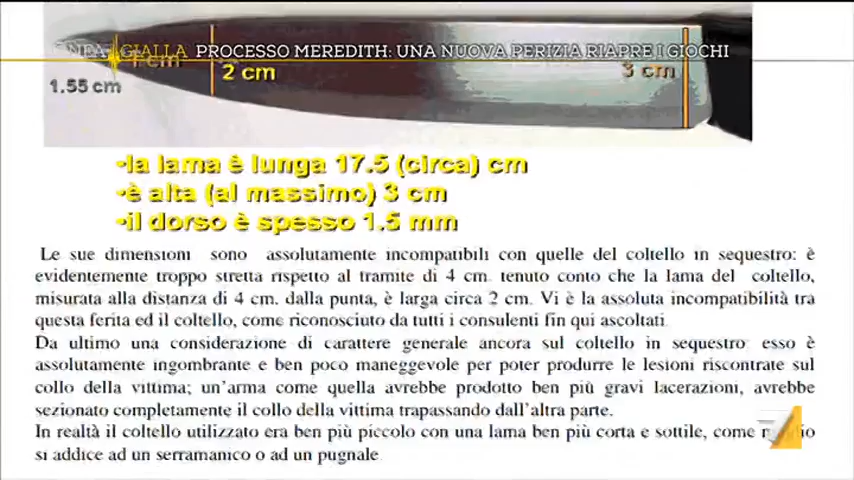 LINEA GIALLA PROCESSO MEREDITH: UNA NUOVA PERIZIA RIAPRE I GIOCHI
1 cm
2 cm
3 cm
1.55 cm
•la lama è lunga 17.5 (circa) cm
•è alta (al massimo) 3 cm
•il dorso è spesso 1.5 mm
Le sue dimensioni sono assolutamente incompatibili con quelle del coltello in sequestro: è
evidentemente troppo stretta rispetto al tramite di 4 cm. tenuto conto che la lama del coltello,
misurata alla distanza di 4 cm. dalla punta, è larga circa 2 cm. Vi è la assoluta incompatibilità tra
questa ferita ed il coltello, come riconosciuto da tutti i consulenti fin qui ascoltati.
Da ultimo una considerazione di carattere generale ancora sul coltello in sequestro: esso è
assolutamente ingombrante e ben poco maneggevole per poter produrre le lesioni riscontrate sul
collo della vittima; un'arma come quella avrebbe prodotto ben più gravi lacerazioni, avrebbe
sezionato completamente il collo della vittima trapassando dall'altra parte.
In realtà il coltello utilizzato era ben più piccolo con una lama ben più corta e sottile, come meglio
si addice ad un serramanico o ad un pugnale.